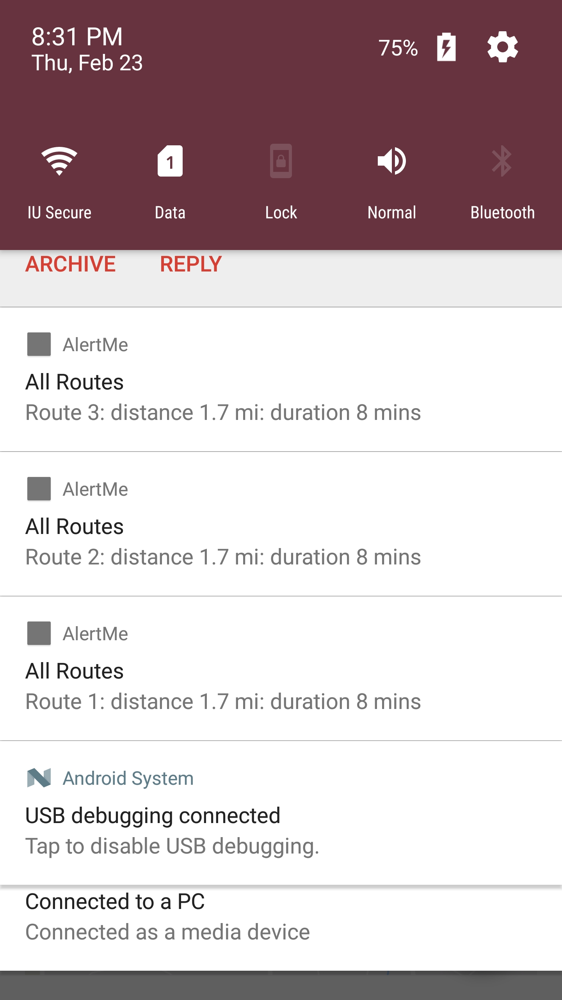 8:31 PM
75%
Thu, Feb 23
1
IU Secure
Data
Lock
Normal
Bluetooth
ARCHIVE REPLY
AlertMe
All Routes
Route 3: distance 1.7 mi: duration 8 mins
AlertMe
All Routes
Route 2: distance 1.7 mi: duration 8 mins
AlertMe
All Routes
Route 1: distance 1.7 mi: duration 8 mins
Android System
USB debugging connected
Tap to disable USB debugging.
Connected to a PC
Connected as a media device